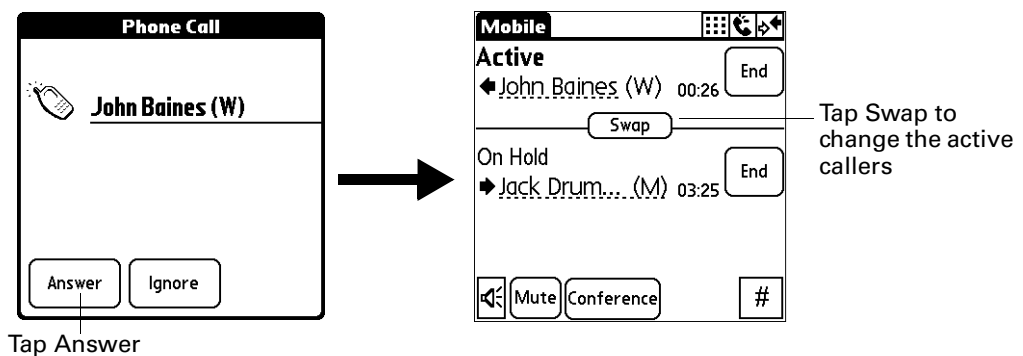 Phone Call
John Baines (W)
Answer
Ignore
Tap Answer
Mobile
Active
John Baines (W) 00:26
End
Swap
On Hold
Jack Drum... (M) 03:25
End
Mute
Conference
#
Tap Swap to
change the active
callers